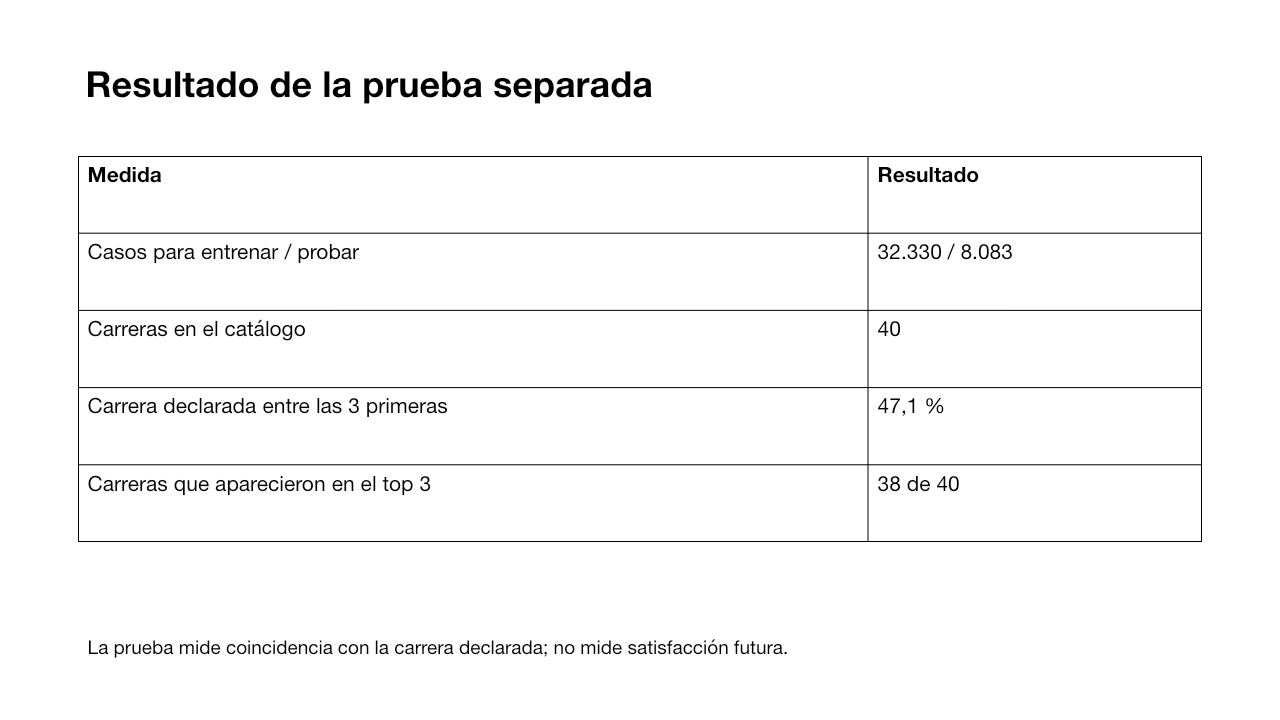 Resultado de la prueba separada
Medida Resultado
Casos para entrenar / probar 32.330 / 8.083
Carreras en el catálogo 40
Carrera declarada entre las 3 primeras 47,1 %
Carreras que aparecieron en el top 3 38 de 40
La prueba mide coincidencia con la carrera declarada; no mide satisfacción futura.